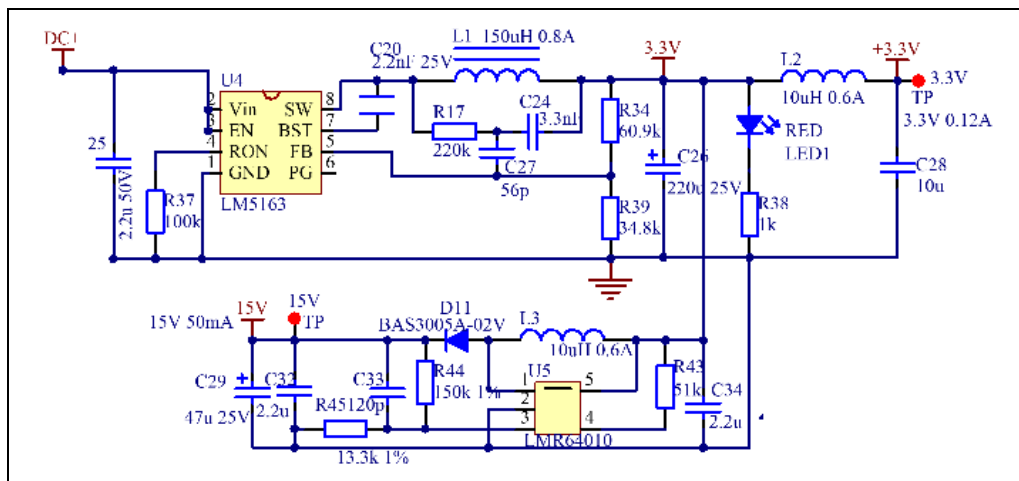 DC+
U4
2 Vin SW 8
3 EN BST 7
4 RON FB 5
1 GND PG 6
LM5163
25
2.2u 50V
R37
100k
C20
2.2nF 25V
L1 150uH 0.8A
R17
220k
C24
3.3nF
C27
56p
R34
60.9k
R39
34.8k
3.3V
C26
220u 25V
RED
LED1
R38
1k
L2
10uH 0.6A
+3.3V
3.3V
TP
3.3V 0.12A
C28
10u
15V 50mA
15V
15V
TP
C29
47u 25V
C32
2.2u
C33
120p
R45
13.3k 1%
R44
150k 1%
D11
BAS3005A-02V
L3
10uH 0.6A
U5
1 5
2
3 4
LMR64010
R43
51k
C34
2.2u